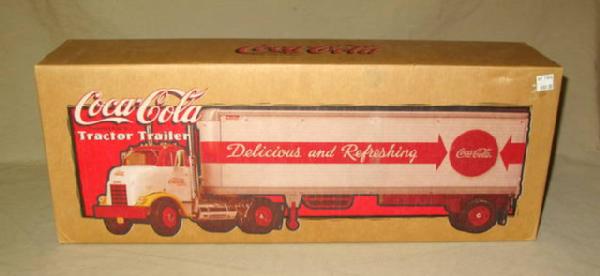 Coca-Cola
Coca-Cola
Tractor Trailer
Delicious and Refreshing
Coca-Cola